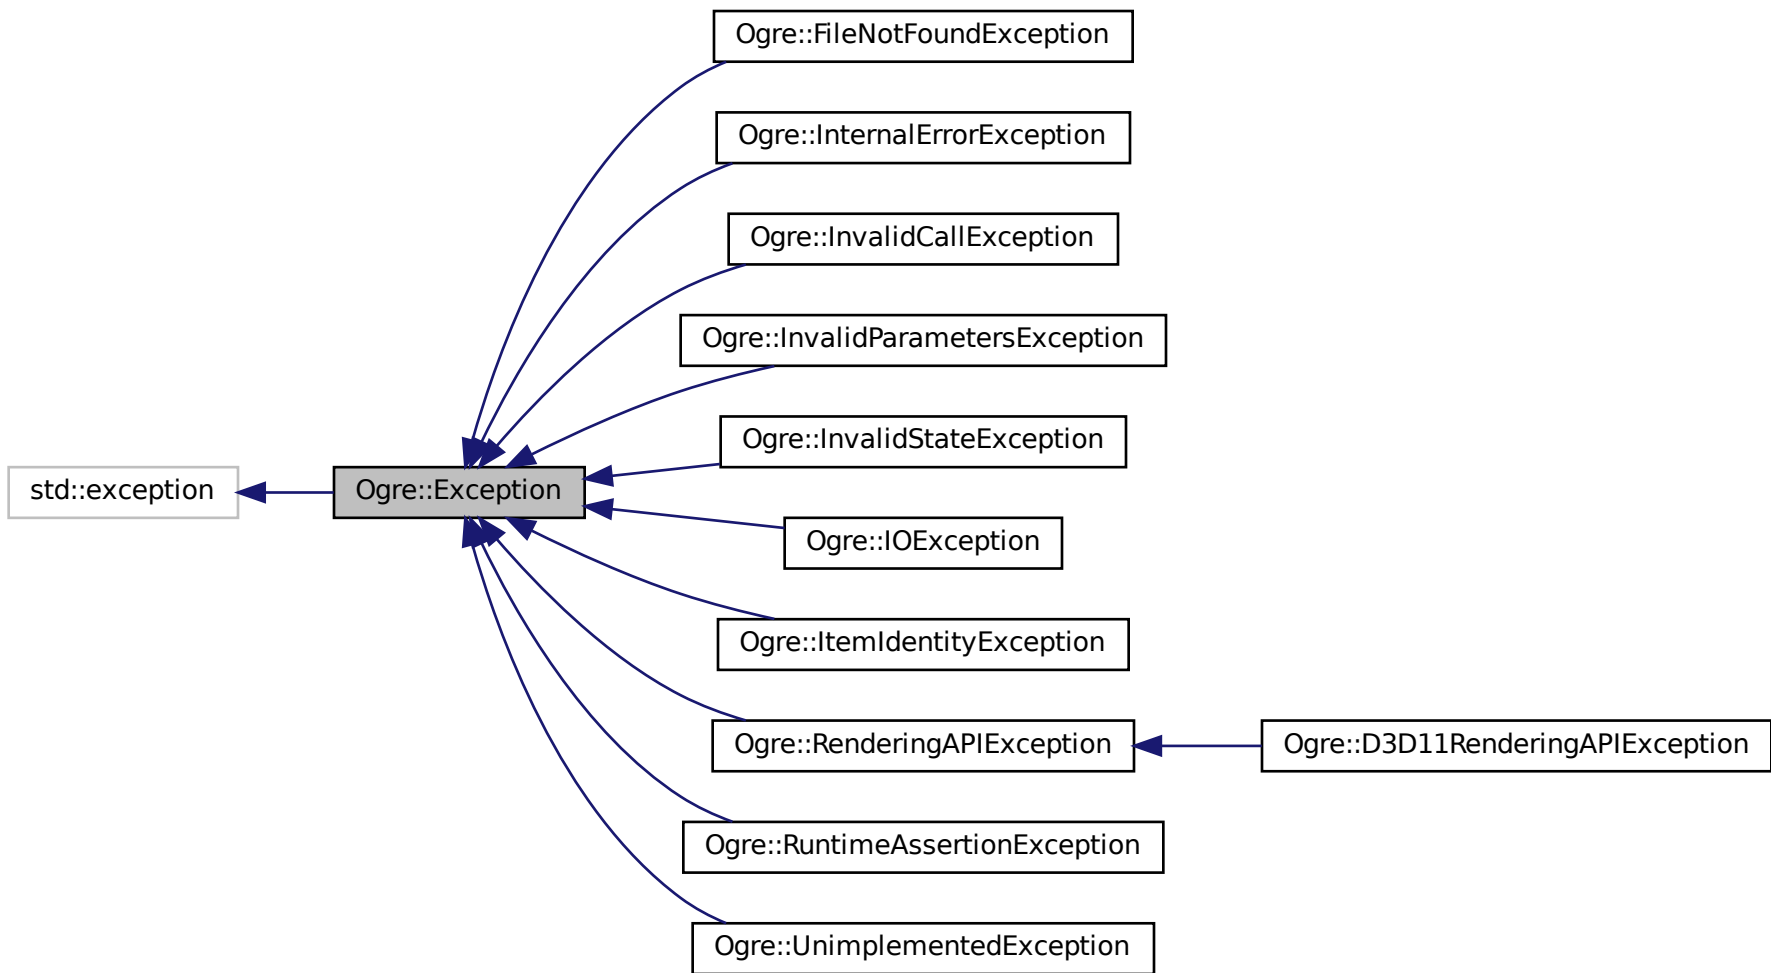 Ogre::FileNotFoundException
Ogre::InternalErrorException
Ogre::InvalidCallException
Ogre::InvalidParametersException
Ogre::InvalidStateException
std::exception
Ogre::Exception
Ogre::IOException
Ogre::ItemIdentityException
Ogre::RenderingAPIException
Ogre::D3D11RenderingAPIException
Ogre::RuntimeAssertionException
Ogre::UnimplementedException